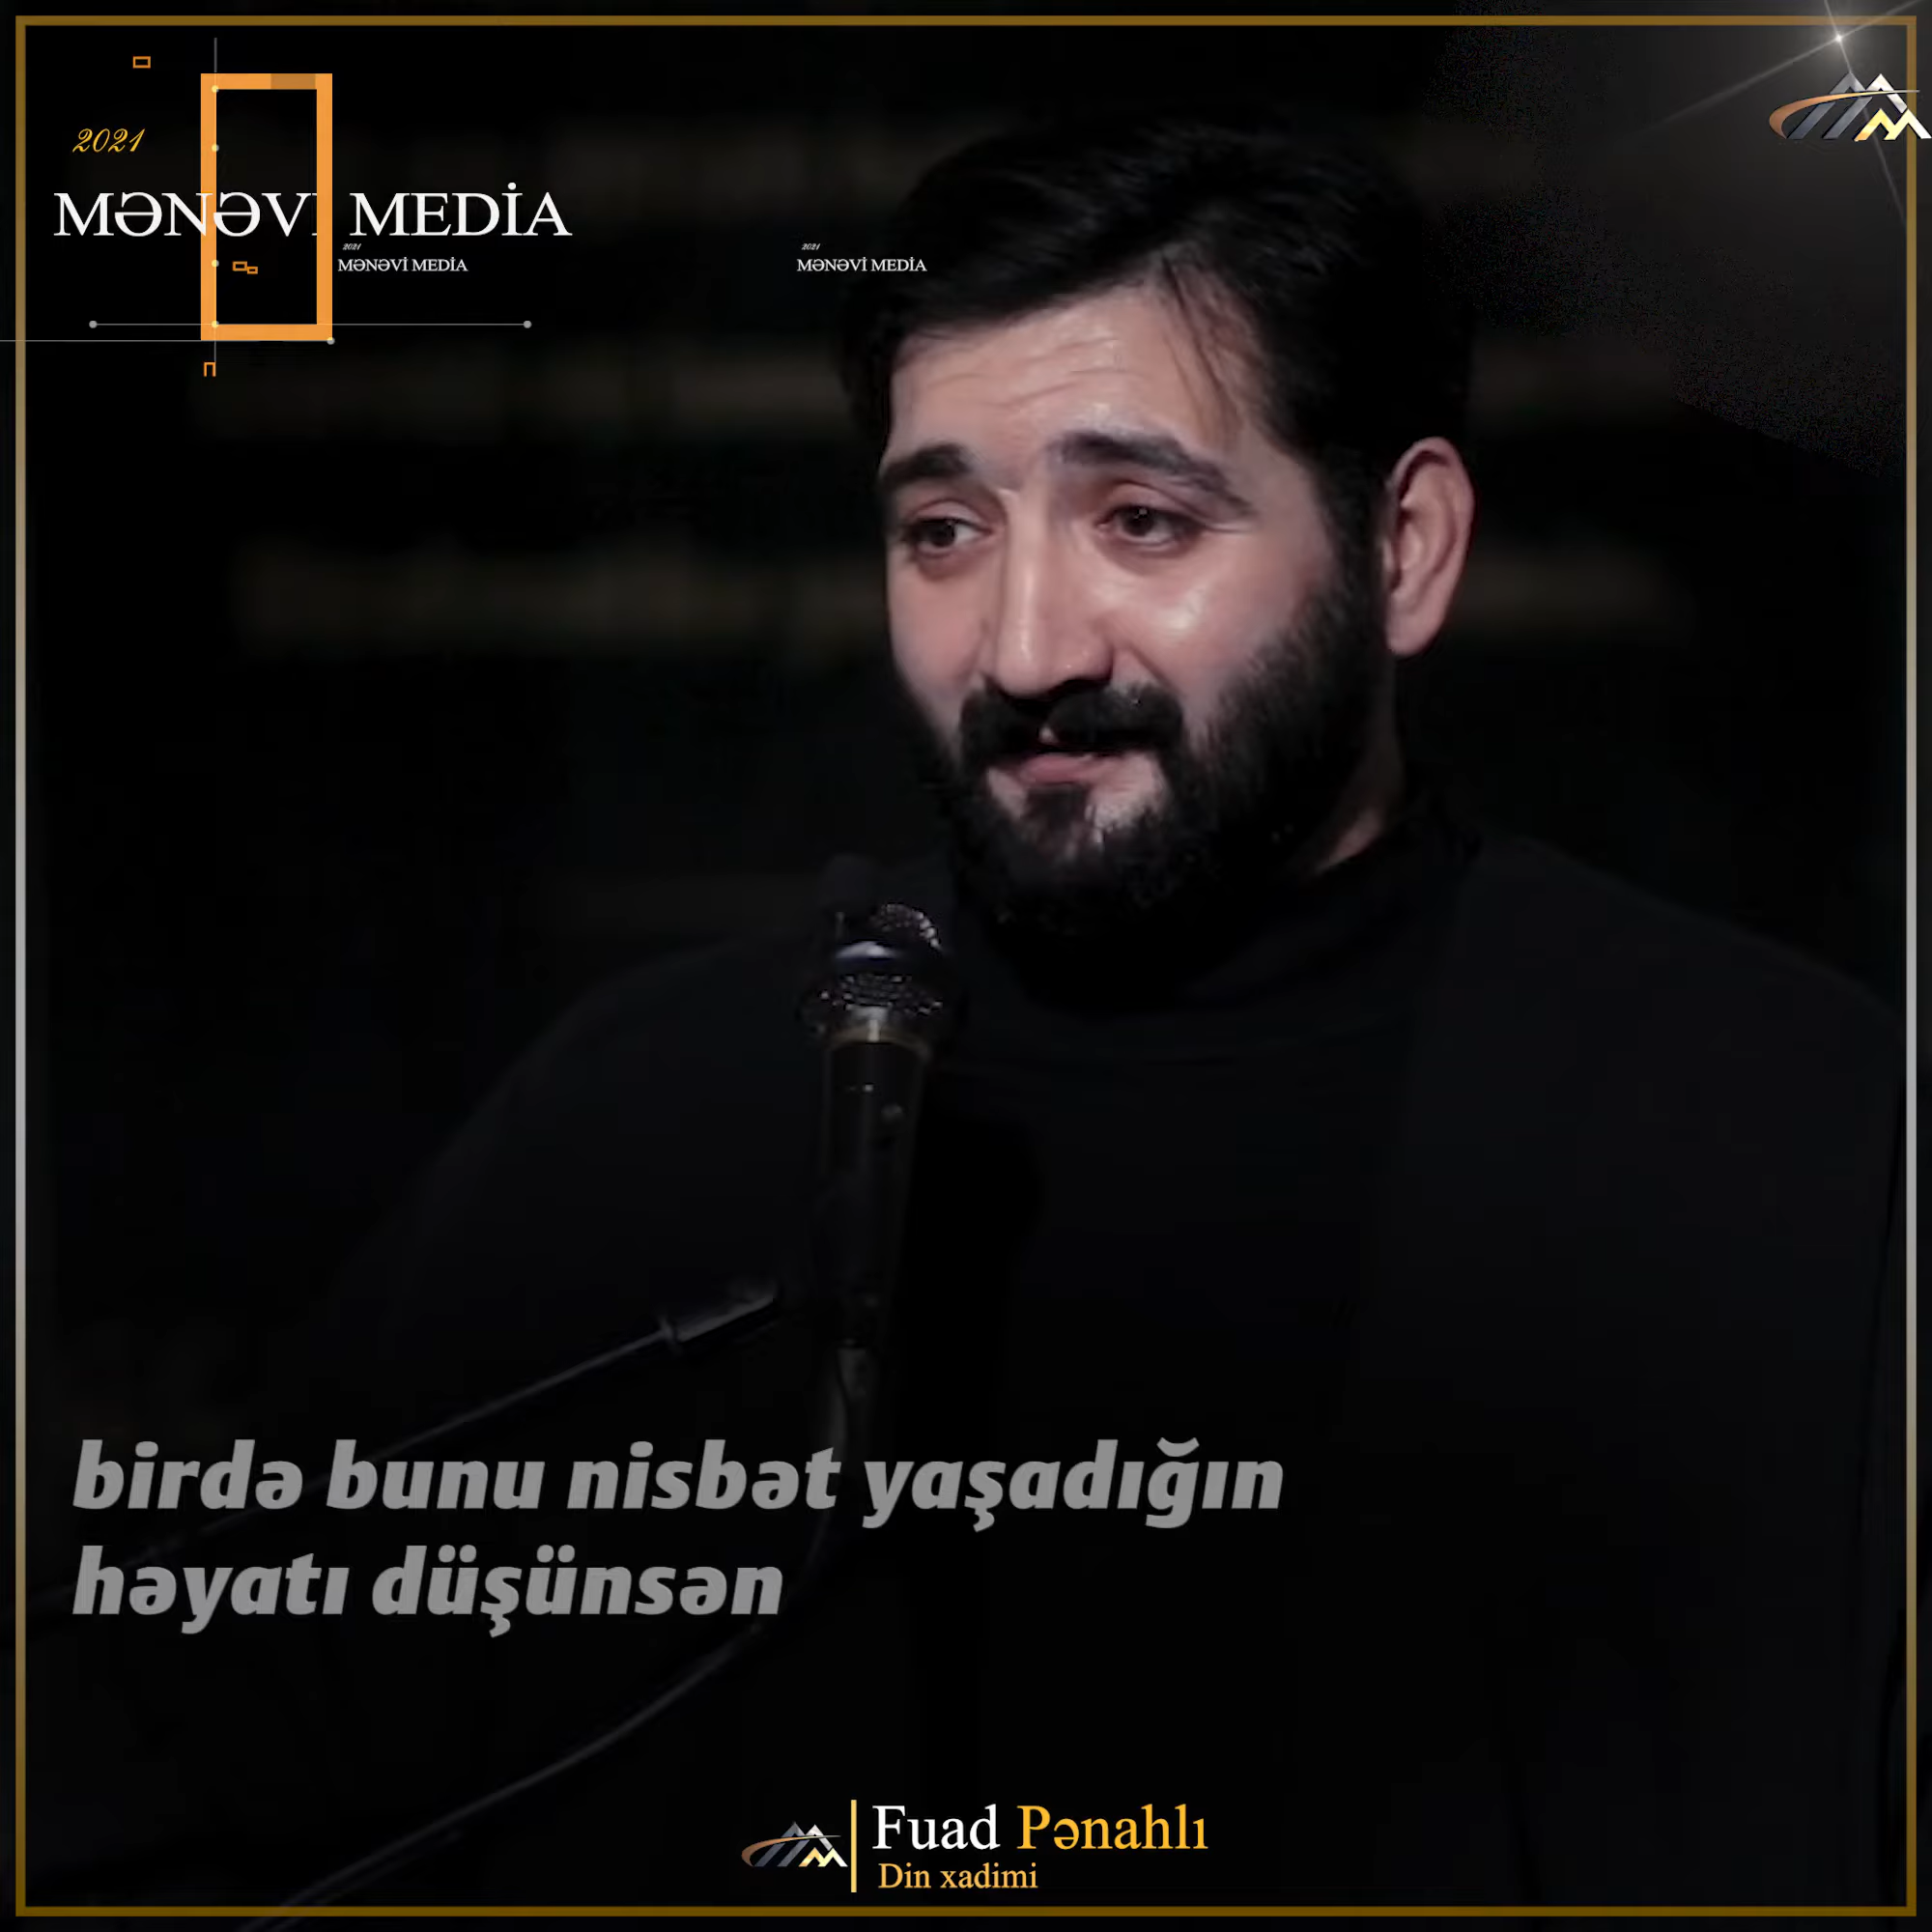 2021
MƏNƏVİ MEDİA
2021
MƏNƏVİ MEDİA
2021
MƏNƏVİ MEDİA
birdə bunu nisbət yaşadığın
həyatı düşünsən
Fuad Pənahlı
Din xadimi